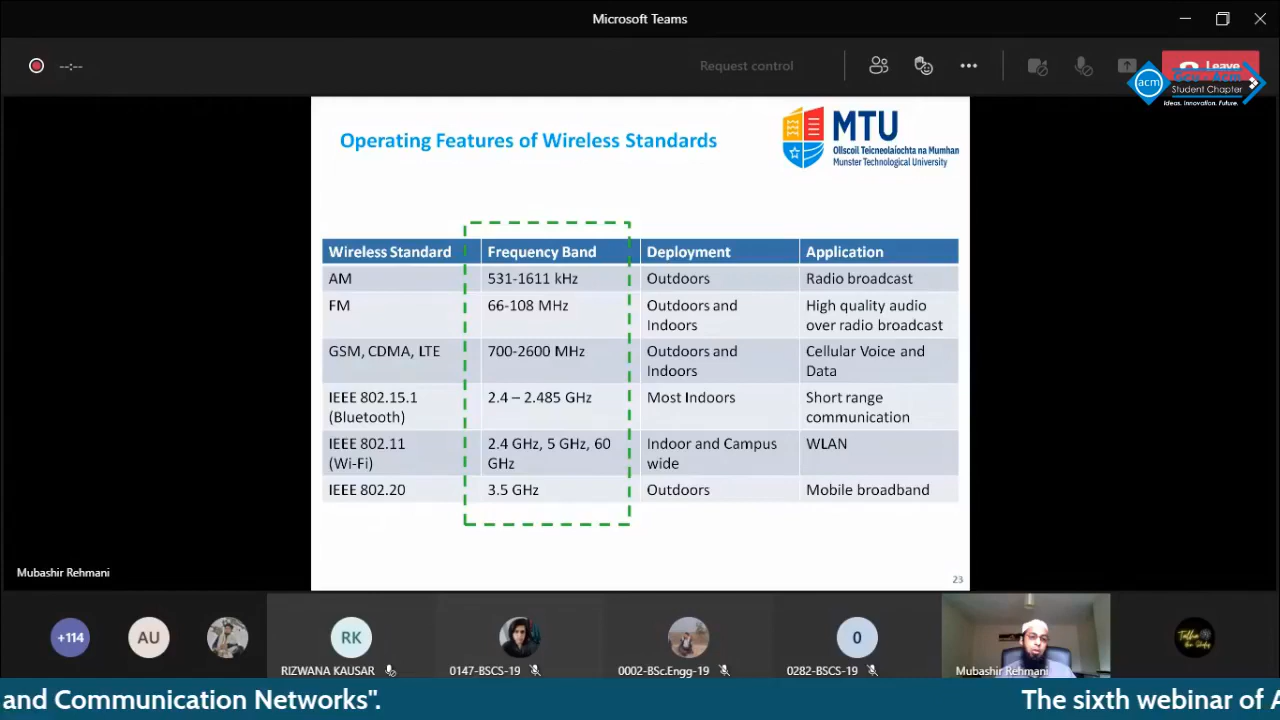 Microsoft Teams
--:--
Request control
Leave
acm
Student Chapter
Ideas. Innovation. Future.
Operating Features of Wireless Standards
MTU
Ollscoil Teicneolaíochta na Mumhan
Munster Technological University
Wireless Standard Frequency Band Deployment Application
AM 531-1611 kHz Outdoors Radio broadcast
FM 66-108 MHz Outdoors and High quality audio
Indoors over radio broadcast
GSM, CDMA, LTE 700-2600 MHz Outdoors and Cellular Voice and
Indoors Data
IEEE 802.15.1 2.4 – 2.485 GHz Most Indoors Short range
(Bluetooth) communication
IEEE 802.11 2.4 GHz, 5 GHz, 60 Indoor and Campus WLAN
(Wi-Fi) GHz wide
IEEE 802.20 3.5 GHz Outdoors Mobile broadband
23
Mubashir Rehmani
+114
AU
RK
0
RIZWANA KAUSAR
0147-BSCS-19
0002-BSc.Engg-19
0282-BSCS-19
Mubashir Rehmani
and Communication Networks". The sixth webinar of A